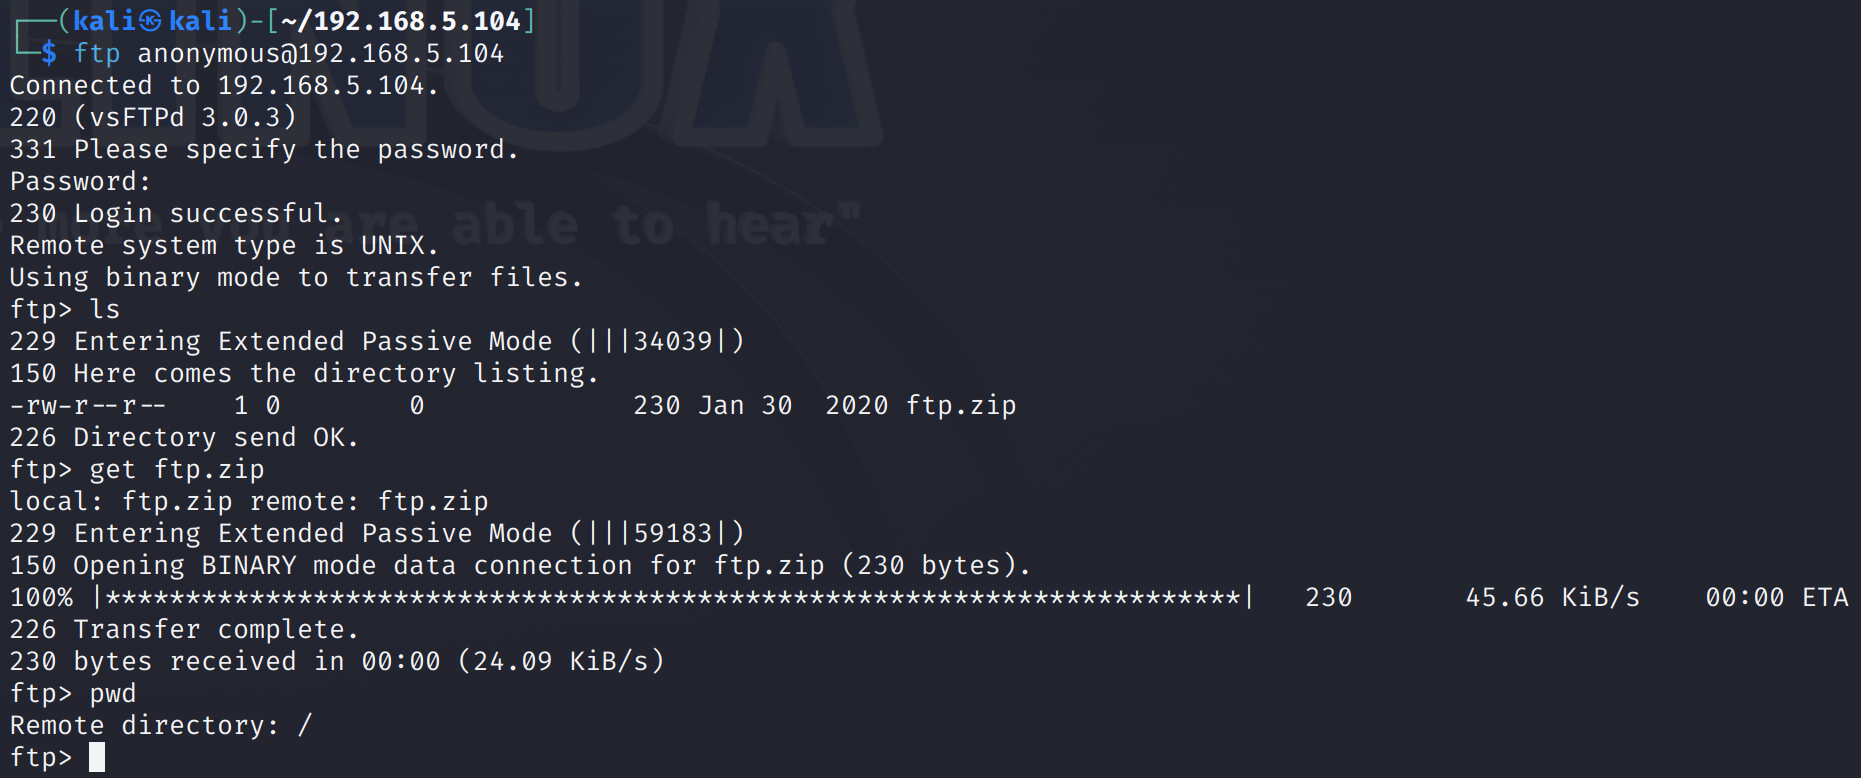 ┌──(kali㉿kali)-[~/192.168.5.104]
└─$ ftp anonymous@192.168.5.104
Connected to 192.168.5.104.
220 (vsFTPd 3.0.3)
331 Please specify the password.
Password:
230 Login successful.
Remote system type is UNIX.
Using binary mode to transfer files.
ftp> ls
229 Entering Extended Passive Mode (|||34039|)
150 Here comes the directory listing.
-rw-r--r--    1 0        0             230 Jan 30  2020 ftp.zip
226 Directory send OK.
ftp> get ftp.zip
local: ftp.zip remote: ftp.zip
229 Entering Extended Passive Mode (|||59183|)
150 Opening BINARY mode data connection for ftp.zip (230 bytes).
100% |***********************************************************************|   230       45.66 KiB/s    00:00 ETA
226 Transfer complete.
230 bytes received in 00:00 (24.09 KiB/s)
ftp> pwd
Remote directory: /
ftp>
more you are able to hear"